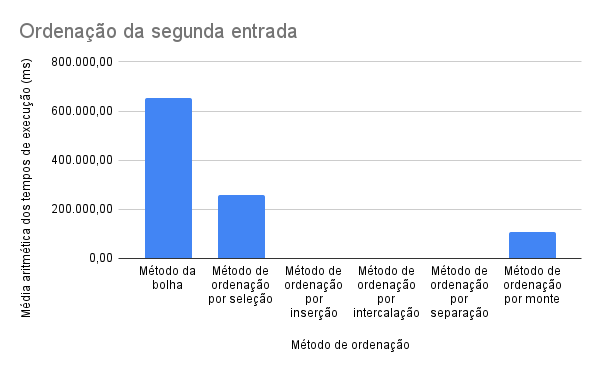 Ordenação da segunda entrada
Média aritmética dos tempos de execução (ms)
800.000,00
600.000,00
400.000,00
200.000,00
0,00
Método da
bolha
Método de
ordenação
por seleção
Método de
ordenação
por
inserção
Método de
ordenação
por
intercalação
Método de
ordenação
por
separação
Método de
ordenação
por monte
Método de ordenação